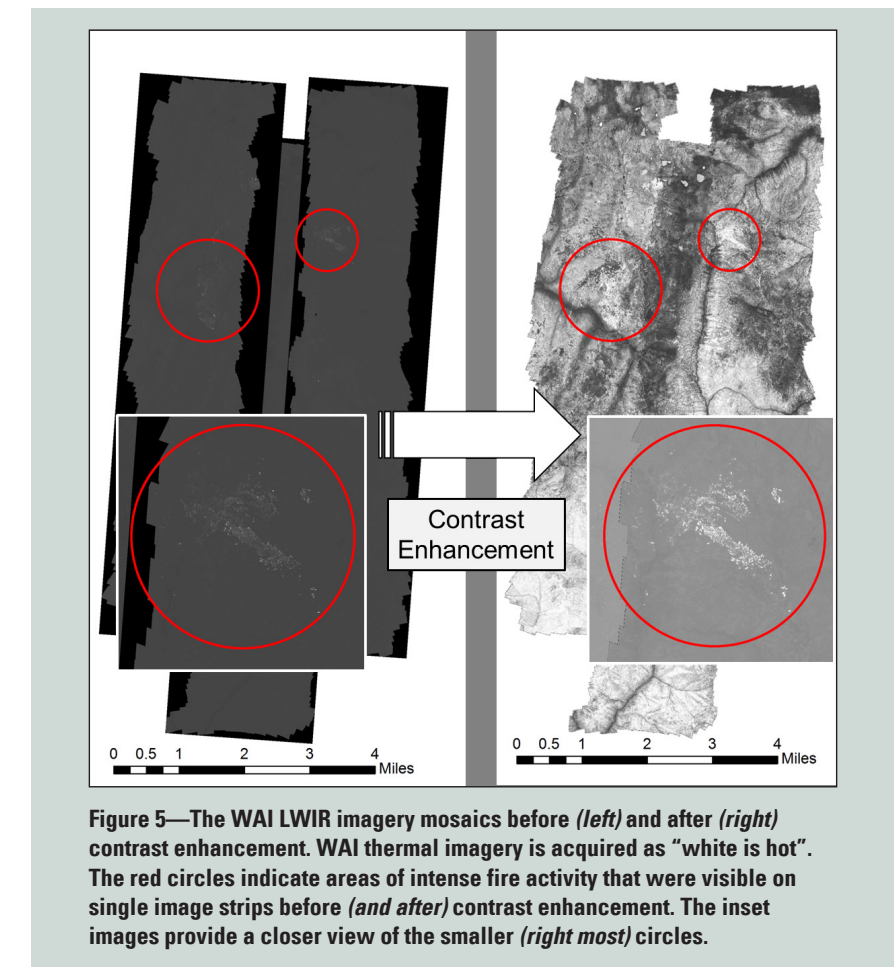 Contrast
Enhancement
0 0.5 1 2 3 4
Miles
0 0.5 1 2 3 4
Miles
Figure 5—The WAI LWIR imagery mosaics before (left) and after (right)
contrast enhancement. WAI thermal imagery is acquired as “white is hot”.
The red circles indicate areas of intense fire activity that were visible on
single image strips before (and after) contrast enhancement. The inset
images provide a closer view of the smaller (right most) circles.